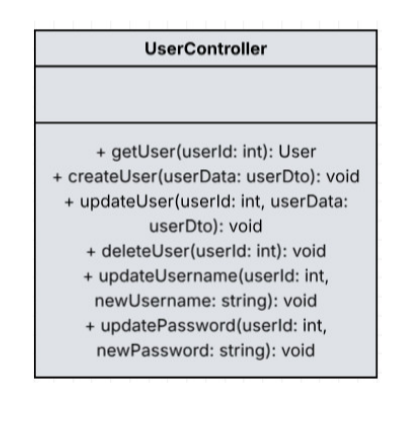 UserController
+ getUser(userId: int): User
+ createUser(userData: userDto): void
+ updateUser(userId: int, userData:
userDto): void
+ deleteUser(userId: int): void
+ updateUsername(userId: int,
newUsername: string): void
+ updatePassword(userId: int,
newPassword: string): void